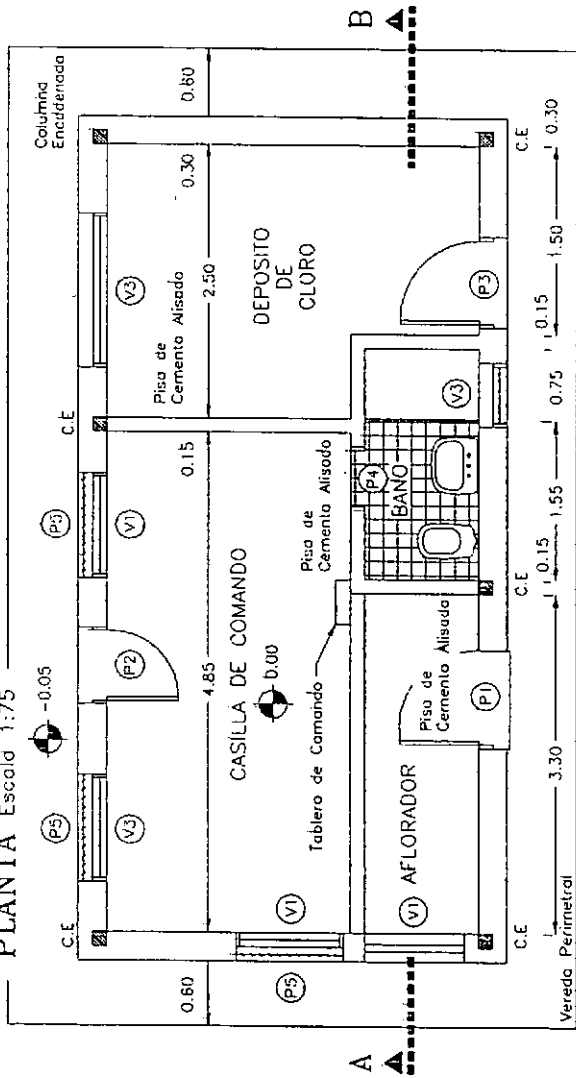 PLANTA Escala 1:75
-0.05
Columna
Encadenada
C.E
P5
V3
P2
P5
V1
C.E
V3
0.60
4.85
0.15
2.50
0.30
0.60
Piso de
Cemento Alisado
CASILLA DE COMANDO
0.00
DEPOSITO
DE
CLORO
Tablero de Comando
Piso de
Cemento Alisado
P5
V1
V1
AFLORADOR
Piso de
Cemento Alisado
P4
BAÑO
V3
P3
P1
A
B
C.E
C.E
C.E
3.30
0.15
1.55
0.75
0.15
1.50
0.30
Vereda Perimetral